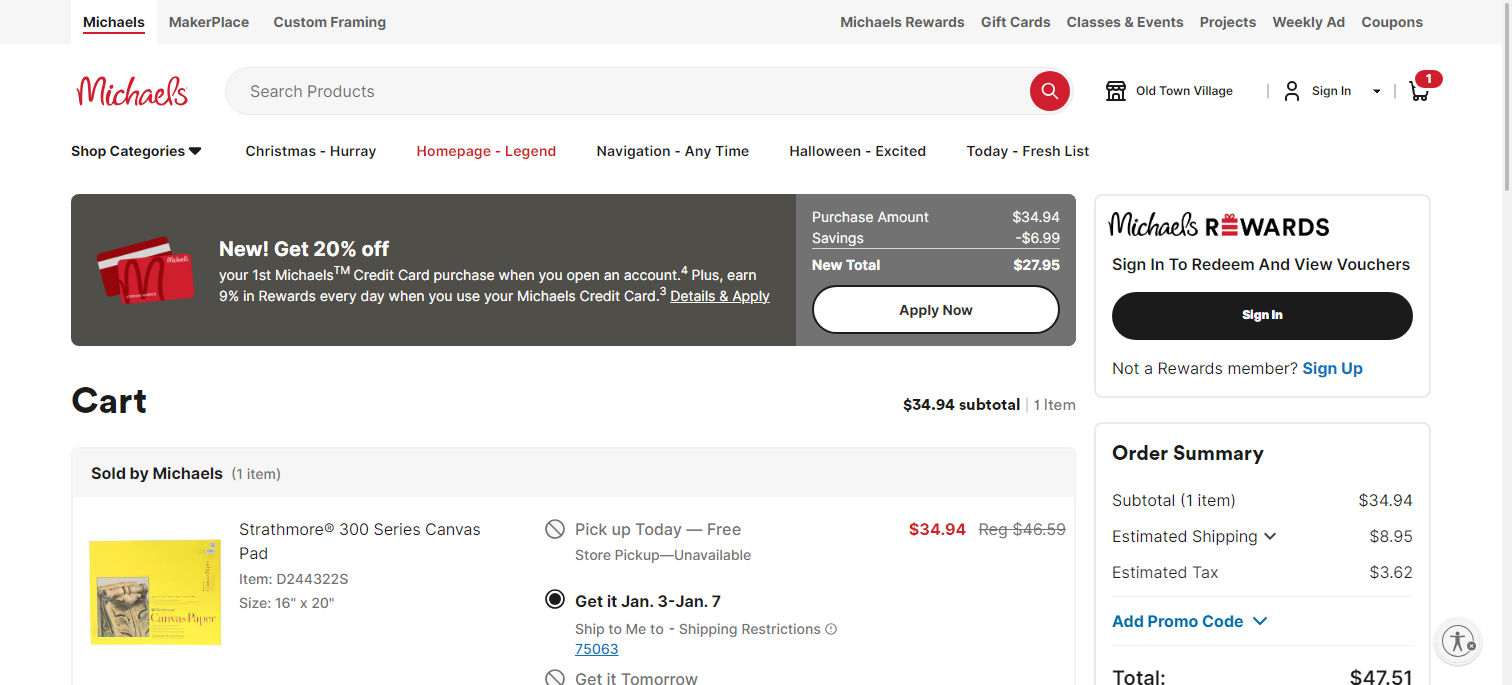 Michaels MakerPlace Custom Framing Michaels Rewards Gift Cards Classes & Events Projects Weekly Ad Coupons
Michaels Search Products Old Town Village Sign In 1
Shop Categories Christmas - Hurray Homepage - Legend Navigation - Any Time Halloween - Excited Today - Fresh List
New! Get 20% off
your 1st Michaels™ Credit Card purchase when you open an account.4 Plus, earn
9% in Rewards every day when you use your Michaels Credit Card.3 Details & Apply
Michaels
Purchase Amount $34.94
Savings -$6.99
New Total $27.95
Apply Now
Michaels REWARDS
Sign In To Redeem And View Vouchers
Sign In
Not a Rewards member? Sign Up
Cart
$34.94 subtotal | 1 Item
Sold by Michaels (1 item)
Strathmore® 300 Series Canvas
Pad
Item: D244322S
Size: 16" x 20"
Canvas Paper
Pick up Today — Free
Store Pickup—Unavailable
Get it Jan. 3-Jan. 7
Ship to Me to - Shipping Restrictions
75063
Get it Tomorrow
$34.94 Reg $46.59
Order Summary
Subtotal (1 item) $34.94
Estimated Shipping $8.95
Estimated Tax $3.62
Add Promo Code
Total: $47.51